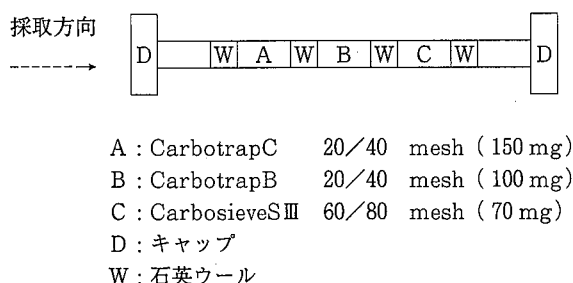 採取方向
D W A W B W C W D
A：CarbotrapC 20／40 mesh（150 mg）
B：CarbotrapB 20／40 mesh（100 mg）
C：CarbosieveSⅢ 60／80 mesh（70 mg）
D：キャップ
W：石英ウール